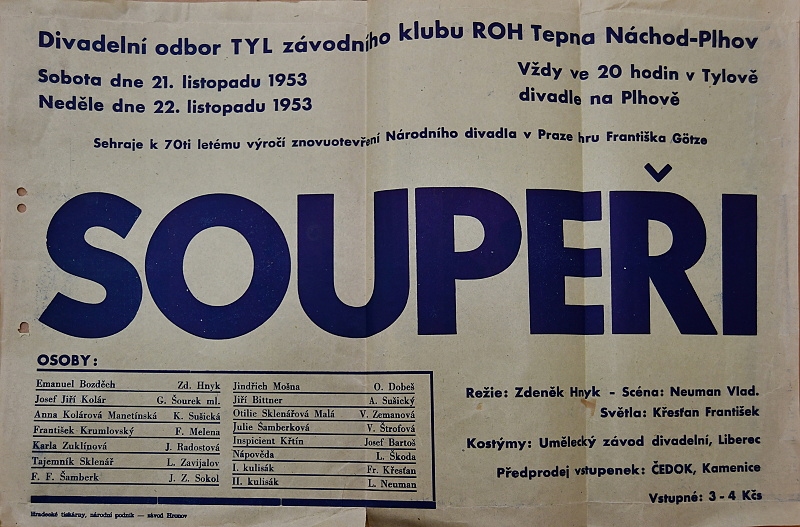 Divadelní odbor TYL závodního klubu ROH Tepna Náchod-Plhov
Sobota dne 21. listopadu 1953
Neděle dne 22. listopadu 1953
Vždy ve 20 hodin v Tylově
divadle na Plhově
Sehraje k 70ti letému výročí znovuotevření Národního divadla v Praze hru Františka Götze
SOUPEŘI
OSOBY:
Emanuel Bozděch Zd. Hnyk
Josef Jiří Kolár G. Šourek ml.
Anna Kolárová Manetínská K. Sušická
František Krumlovský F. Melena
Karla Zuklínová J. Radostová
Tajemník Sklenář L. Zavijalov
F. F. Šamberk J. Z. Sokol
Jindřich Mošna O. Dobeš
Jiří Bittner A. Sušický
Otilie Sklenářová Malá V. Zemanová
Julie Šamberková V. Štrofová
Inspicient Křtín Josef Bartoš
Nápověda L. Škoda
I. kulisák Fr. Křesťan
II. kulisák L. Neuman
Režie: Zdeněk Hnyk - Scéna: Neuman Vlad.
Světla: Křesťan František
Kostýmy: Umělecký závod divadelní, Liberec
Předprodej vstupenek: ČEDOK, Kamenice
Vstupné: 3 - 4 Kčs
Hradecké tiskárny, národní podnik — závod Hronov